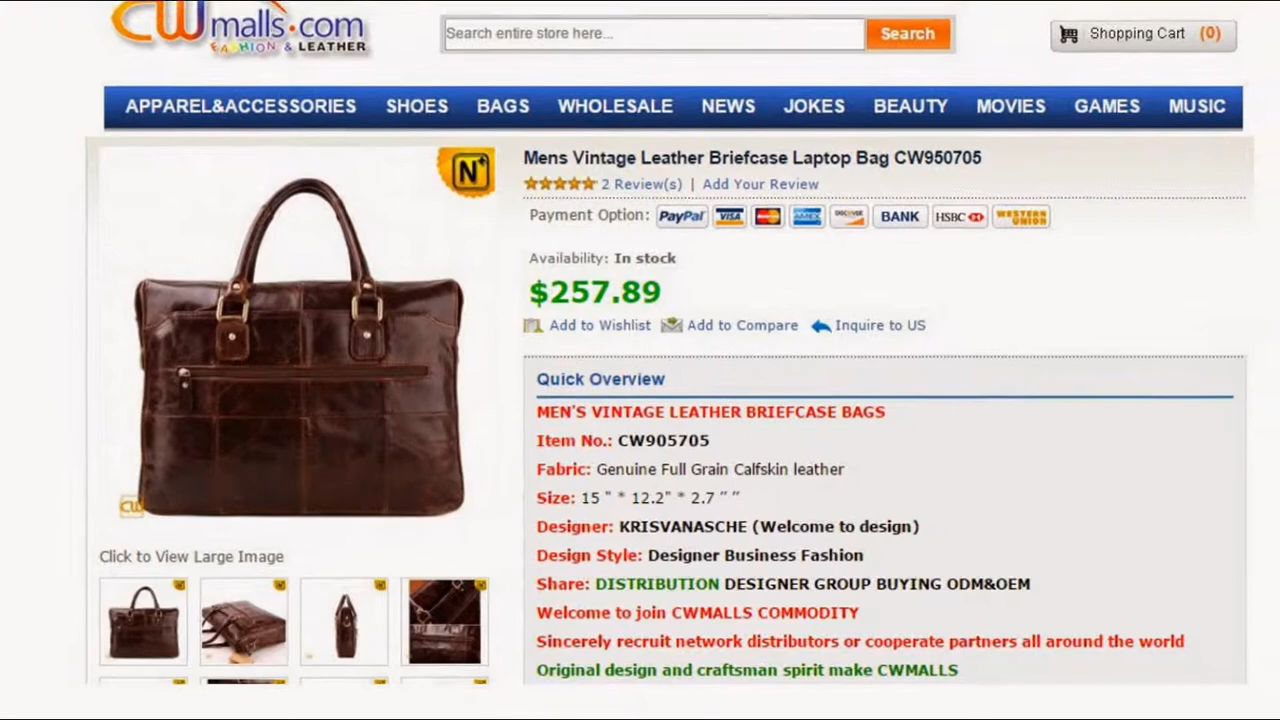 CWmalls.com
FASHION & LEATHER
Search entire store here...
Search
Shopping Cart (0)
APPAREL&ACCESSORIES SHOES BAGS WHOLESALE NEWS JOKES BEAUTY MOVIES GAMES MUSIC
N+
Mens Vintage Leather Briefcase Laptop Bag CW950705
2 Review(s) | Add Your Review
Payment Option: PayPal VISA MasterCard AMEX DISCOVER BANK HSBC WESTERN UNION
Availability: In stock
$257.89
Add to Wishlist Add to Compare Inquire to US
Quick Overview
MEN'S VINTAGE LEATHER BRIEFCASE BAGS
Item No.: CW905705
Fabric: Genuine Full Grain Calfskin leather
Size: 15 " * 12.2" * 2.7 " "
Designer: KRISVANASCHE (Welcome to design)
Design Style: Designer Business Fashion
Share: DISTRIBUTION DESIGNER GROUP BUYING ODM&OEM
Welcome to join CWMALLS COMMODITY
Sincerely recruit network distributors or cooperate partners all around the world
Original design and craftsman spirit make CWMALLS
CW
Click to View Large Image